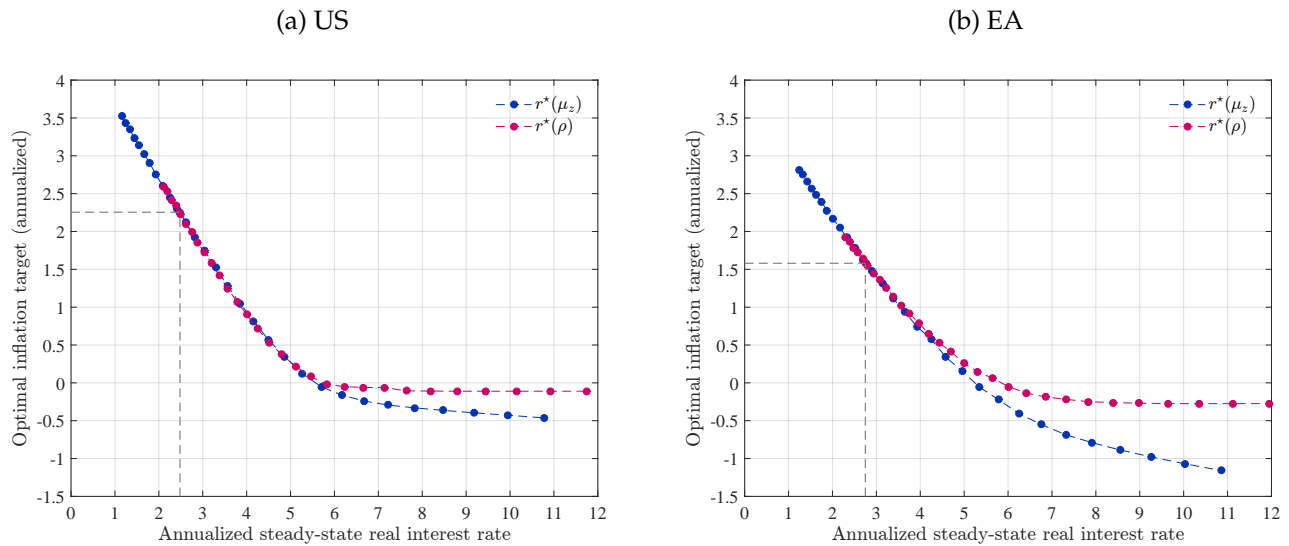 (a) US
4
3.5
3
2.5
2
1.5
1
0.5
0
-0.5
-1
-1.5
0 1 2 3 4 5 6 7 8 9 10 11 12
Optimal inflation target (annualized)
Annualized steady-state real interest rate
r⋆(μz)
r⋆(ρ)
(b) EA
4
3.5
3
2.5
2
1.5
1
0.5
0
-0.5
-1
-1.5
0 1 2 3 4 5 6 7 8 9 10 11 12
Optimal inflation target (annualized)
Annualized steady-state real interest rate
r⋆(μz)
r⋆(ρ)